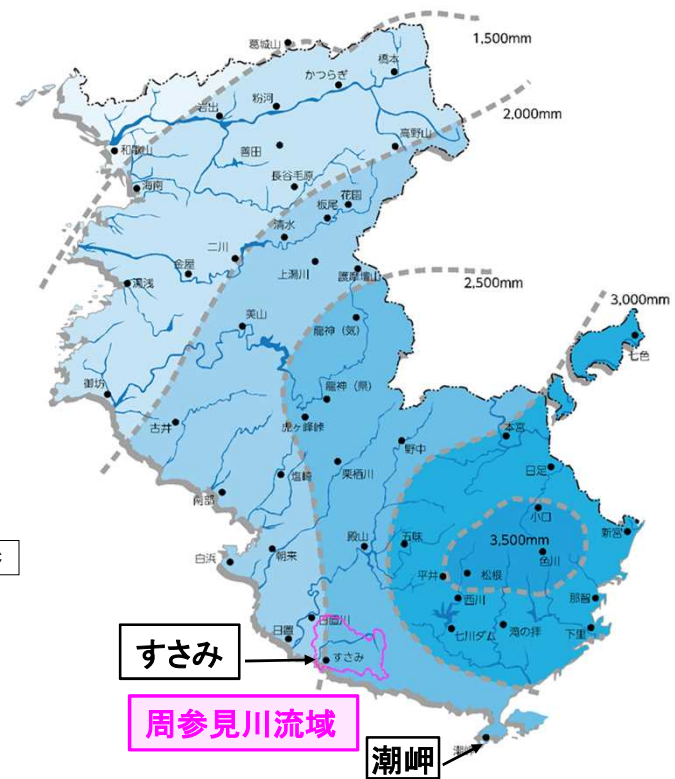 1,500mm
葛城山
橋本
かつらぎ
粉河
岩出
2,000mm
和歌山
善田
高野山
海南
長谷毛原
花園
板尾
清水
二川
上湯川
護摩壇山
金屋
湯浅
2,500mm
3,000mm
美山
龍神(気)
七色
御坊
龍神(県)
古井
虎ヶ峰峠
野中
本宮
栗栖川
日足
塩崎
南部
小口
新宮
3,500mm
殿山
五味
色川
白浜
朝来
平井
松根
西川
那智
日置川
日置
七川ダム
滝の拝
下里
すさみ
すさみ
周参見川流域
潮岬
潮岬